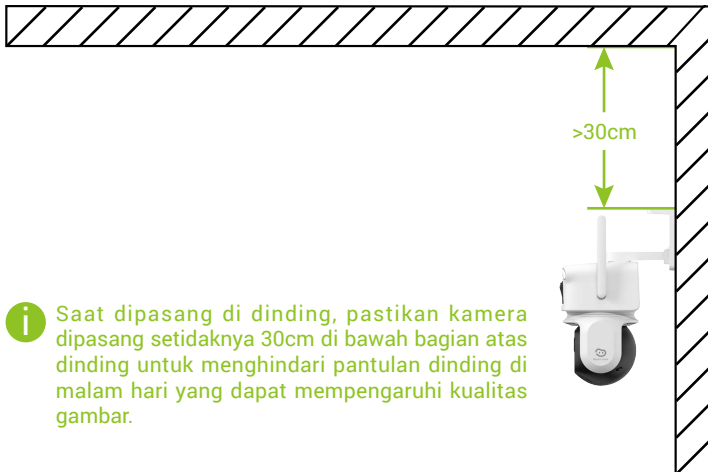 >30cm
Saat dipasang di dinding, pastikan kamera
dipasang setidaknya 30cm di bawah bagian atas
dinding untuk menghindari pantulan dinding di
malam hari yang dapat mempengaruhi kualitas
gambar.